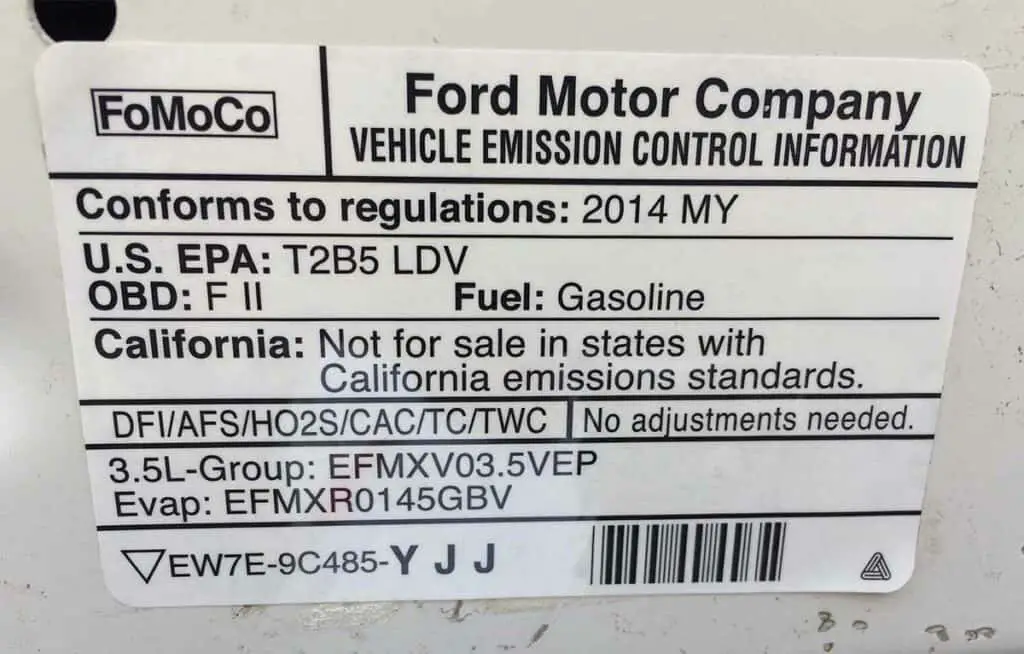 FoMoCo
Ford Motor Company
VEHICLE EMISSION CONTROL INFORMATION
Conforms to regulations: 2014 MY
U.S. EPA: T2B5 LDV
OBD: F II Fuel: Gasoline
California: Not for sale in states with
California emissions standards.
DFI/AFS/HO2S/CAC/TC/TWC No adjustments needed.
3.5L-Group: EFMXV03.5VEP
Evap: EFMXR0145GBV
EW7E-9C485-Y J J